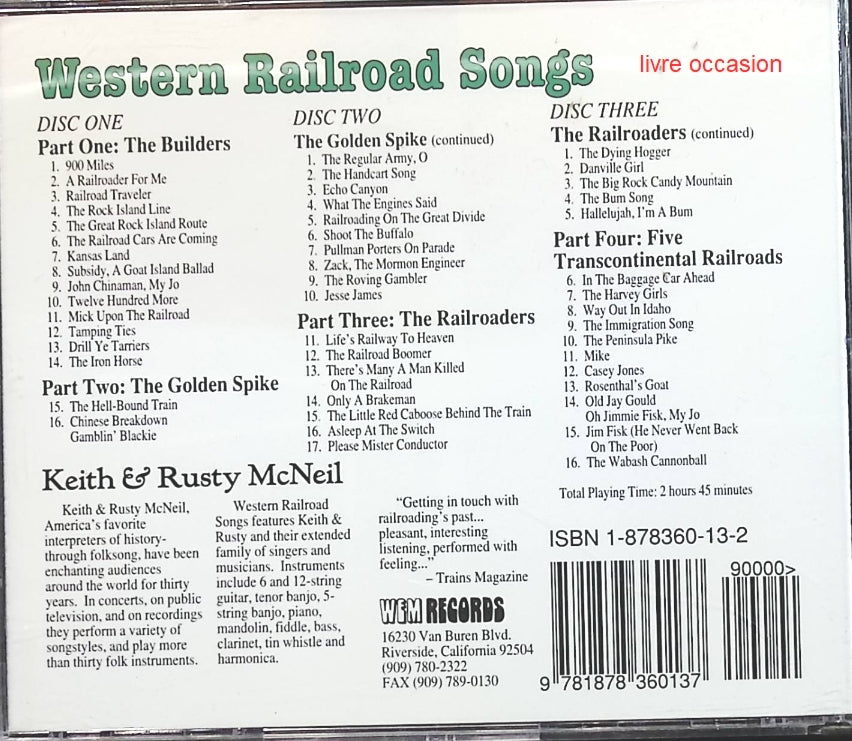 Western Railroad Songs
livre occasion
DISC ONE
Part One: The Builders
1. 900 Miles
2. A Railroader For Me
3. Railroad Traveler
4. The Rock Island Line
5. The Great Rock Island Route
6. The Railroad Cars Are Coming
7. Kansas Land
8. Subsidy, A Goat Island Ballad
9. John Chinaman, My Jo
10. Twelve Hundred More
11. Mick Upon The Railroad
12. Tamping Ties
13. Drill Ye Tarriers
14. The Iron Horse
Part Two: The Golden Spike
15. The Hell-Bound Train
16. Chinese Breakdown
Gamblin' Blackie
DISC TWO
The Golden Spike (continued)
1. The Regular Army, O
2. The Handcart Song
3. Echo Canyon
4. What The Engines Said
5. Railroading On The Great Divide
6. Shoot The Buffalo
7. Pullman Porters On Parade
8. Zack, The Mormon Engineer
9. The Roving Gambler
10. Jesse James
Part Three: The Railroaders
11. Life's Railway To Heaven
12. The Railroad Boomer
13. There's Many A Man Killed
On The Railroad
14. Only A Brakeman
15. The Little Red Caboose Behind The Train
16. Asleep At The Switch
17. Please Mister Conductor
DISC THREE
The Railroaders (continued)
1. The Dying Hogger
2. Danville Girl
3. The Big Rock Candy Mountain
4. The Bum Song
5. Hallelujah, I'm A Bum
Part Four: Five
Transcontinental Railroads
6. In The Baggage Car Ahead
7. The Harvey Girls
8. Way Out In Idaho
9. The Immigration Song
10. The Peninsula Pike
11. Mike
12. Casey Jones
13. Rosenthal's Goat
14. Old Jay Gould
Oh Jimmie Fisk, My Jo
15. Jim Fisk (He Never Went Back
On The Poor)
16. The Wabash Cannonball
Total Playing Time: 2 hours 45 minutes
Keith & Rusty McNeil
Keith & Rusty McNeil,
America's favorite
interpreters of history-
through folksong, have been
enchanting audiences
around the world for thirty
years. In concerts, on public
television, and on recordings
they perform a variety of
songstyles, and play more
than thirty folk instruments.
Western Railroad
Songs features Keith &
Rusty and their extended
family of singers and
musicians. Instruments
include 6 and 12-string
guitar, tenor banjo, 5-
string banjo, piano,
mandolin, fiddle, bass,
clarinet, tin whistle and
harmonica.
"Getting in touch with
railroading's past...
pleasant, interesting
listening, performed with
feeling..."
– Trains Magazine
WEM RECORDS
16230 Van Buren Blvd.
Riverside, California 92504
(909) 780-2322
FAX (909) 789-0130
ISBN 1-878360-13-2
90000>
9 781878 360137